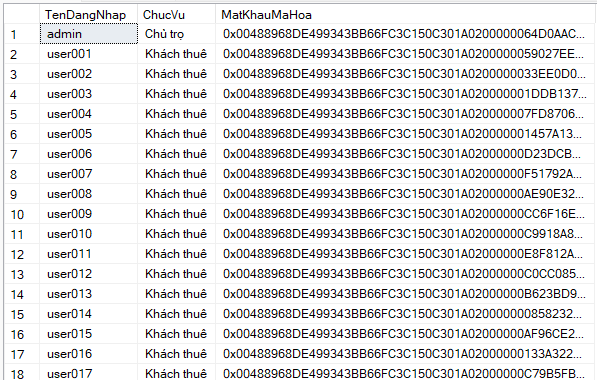 TenDangNhap ChucVu MatKhauMaHoa
1 admin Chủ trọ 0x00488968DE499343BB66FC3C150C301A0200000064D0AAC...
2 user001 Khách thuê 0x00488968DE499343BB66FC3C150C301A0200000059027EE...
3 user002 Khách thuê 0x00488968DE499343BB66FC3C150C301A0200000033EE0D0...
4 user003 Khách thuê 0x00488968DE499343BB66FC3C150C301A020000001DDB137...
5 user004 Khách thuê 0x00488968DE499343BB66FC3C150C301A020000007FD8706...
6 user005 Khách thuê 0x00488968DE499343BB66FC3C150C301A020000001457A13...
7 user006 Khách thuê 0x00488968DE499343BB66FC3C150C301A02000000D23DCB...
8 user007 Khách thuê 0x00488968DE499343BB66FC3C150C301A02000000F51792A...
9 user008 Khách thuê 0x00488968DE499343BB66FC3C150C301A02000000AE90E32...
10 user009 Khách thuê 0x00488968DE499343BB66FC3C150C301A02000000CC6F16E...
11 user010 Khách thuê 0x00488968DE499343BB66FC3C150C301A02000000C9918A8...
12 user011 Khách thuê 0x00488968DE499343BB66FC3C150C301A02000000E8F812A...
13 user012 Khách thuê 0x00488968DE499343BB66FC3C150C301A02000000C0CC085...
14 user013 Khách thuê 0x00488968DE499343BB66FC3C150C301A02000000B623BD9...
15 user014 Khách thuê 0x00488968DE499343BB66FC3C150C301A02000000858232...
16 user015 Khách thuê 0x00488968DE499343BB66FC3C150C301A02000000AF96CE2...
17 user016 Khách thuê 0x00488968DE499343BB66FC3C150C301A02000000133A322...
18 user017 Khách thuê 0x00488968DE499343BB66FC3C150C301A02000000C79B5FB...